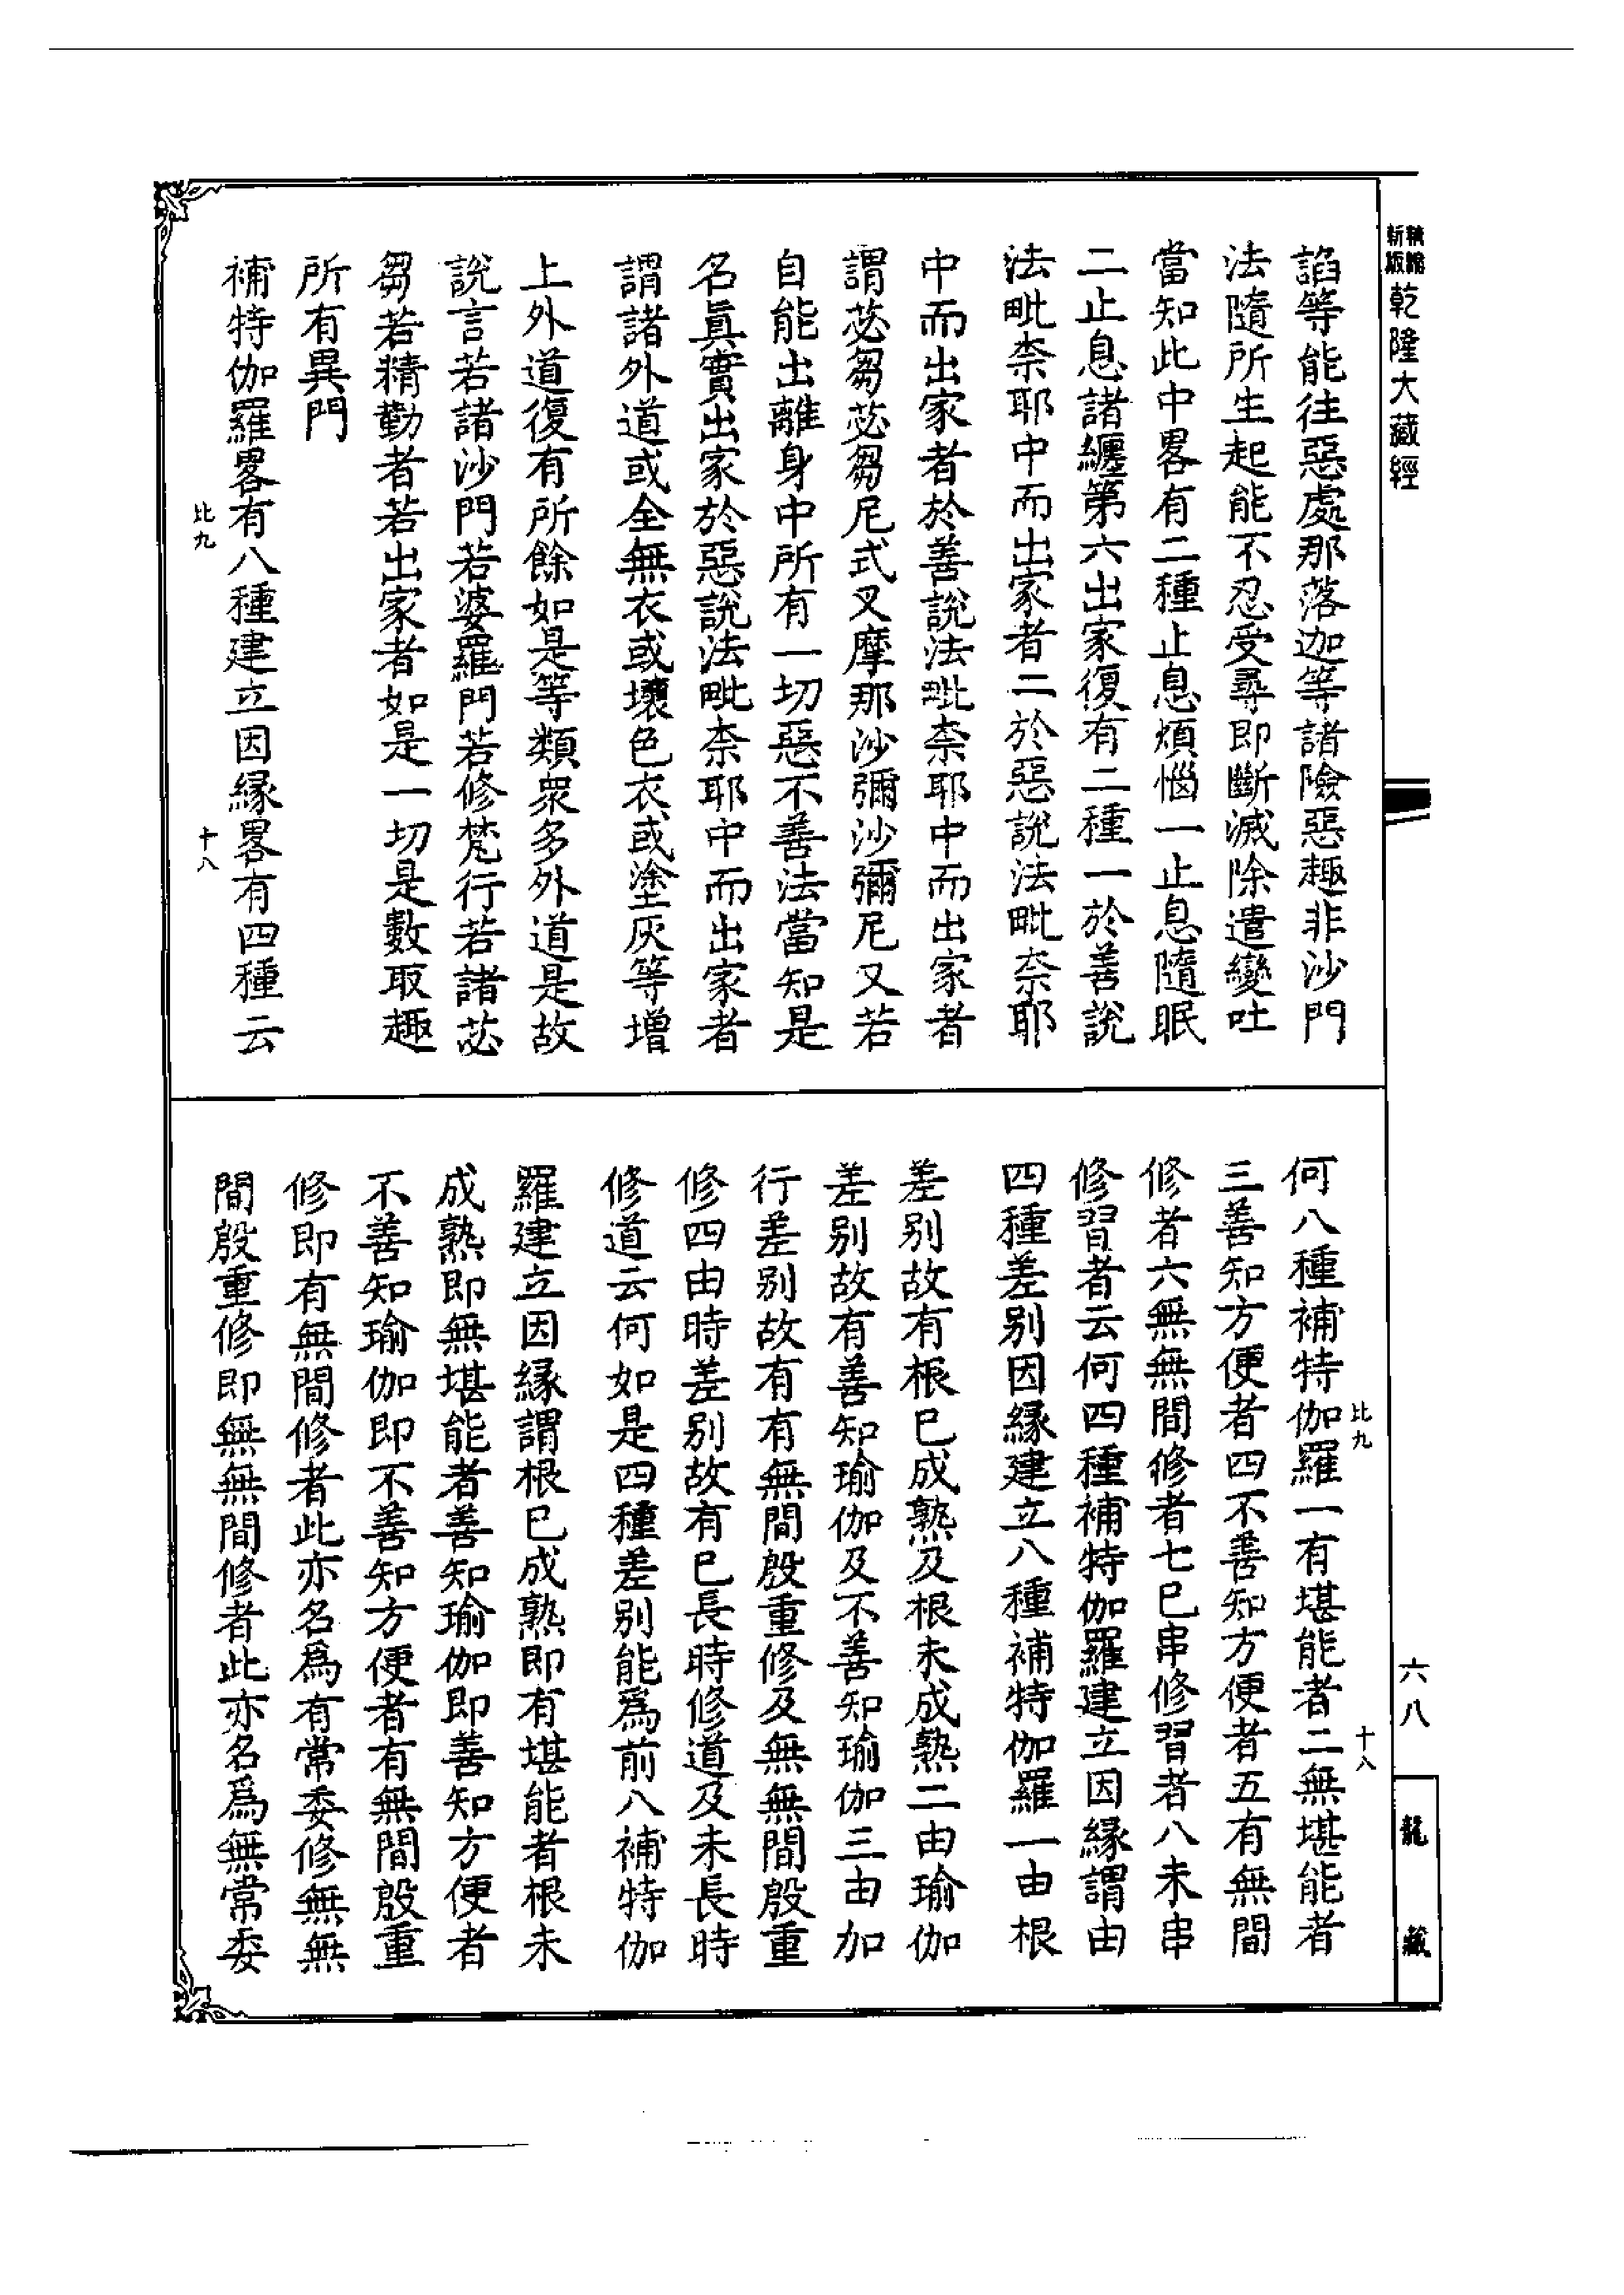 精縮新版乾隆大藏經
諂等能往惡處那落迦等諸險惡趣非沙門
法隨所生起能不忍受尋即斷滅除遣變吐
當知此中畧有二種止息煩惱一止息隨眠
二止息諸纏第六出家復有二種一於善說
法毗奈耶中而出家者二於惡說法毗奈耶
中而出家者於善說法毗奈耶中而出家者
謂苾芻苾芻尼式叉摩那沙彌沙彌尼又若
自能出離身中所有一切惡不善法當知是
名真實出家於惡說法毗奈耶中而出家者
謂諸外道或全無衣或壞色衣或塗灰等增
上外道復有所餘如是等類衆多外道是故
說言若諸沙門若婆羅門若修梵行若諸苾
芻若精勤者若出家者如是一切是數取趣
所有異門
補特伽羅畧有八種建立因緣畧有四種云
比九 十八
何八種補特伽羅一有堪能者二無堪能者
三善知方便者四不善知方便者五有無間
修者六無無間修者七已串修習者八未串
修習者云何四種補特伽羅建立因緣謂由
四種差别因緣建立八種補特伽羅一由根
差别故有根已成熟及根未成熟二由瑜伽
差别故有善知瑜伽及不善知瑜伽三由加
行差别故有有無間殷重修及無無間殷重
修四由時差别故有已長時修道及未長時
修道云何如是四種差别能爲前八補特伽
羅建立因緣謂根已成熟即有堪能者根未
成熟即無堪能者善知瑜伽即善知方便者
不善知瑜伽即不善知方便者有無間殷重
修即有無間修者此亦名爲有常委修無無
間殷重修即無無間修者此亦名爲無常委
比九 十八
六八
龍藏